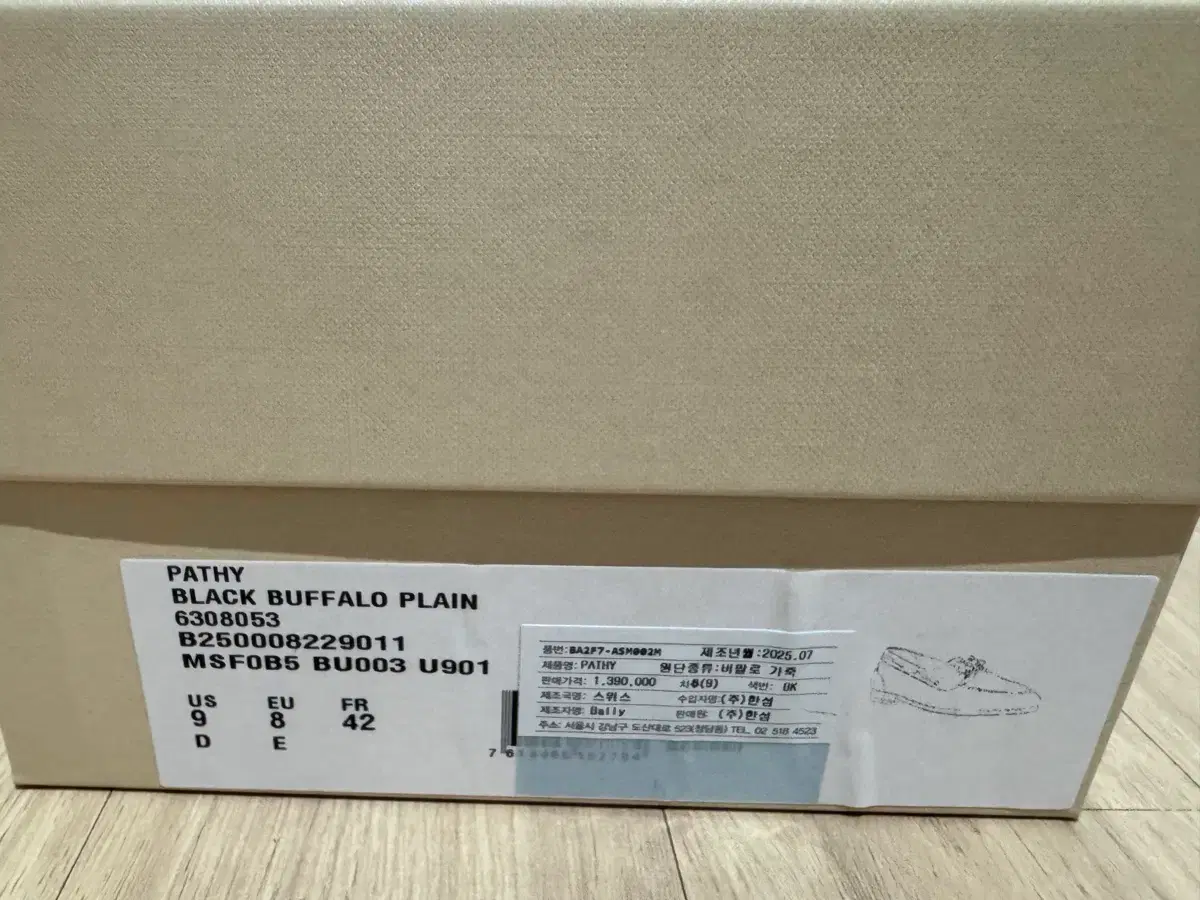 PATHY
BLACK BUFFALO PLAIN
6308053
B250008229011
MSF0B5 BU003 U901
US EU FR
9 8 42
D E
품번:BA2F7-ASM002M 제조년월:2025.07
제품명: PATHY 원단종류:버팔로 가죽
판매가격: 1,390,000 치수(9) 색번: BK
제조국명: 스위스 수입자명:(주)한섬
제조자명: Bally 판매원: (주)한섬
주소: 서울시 강남구 도산대로 523(청담동) TEL. 02 518 4523